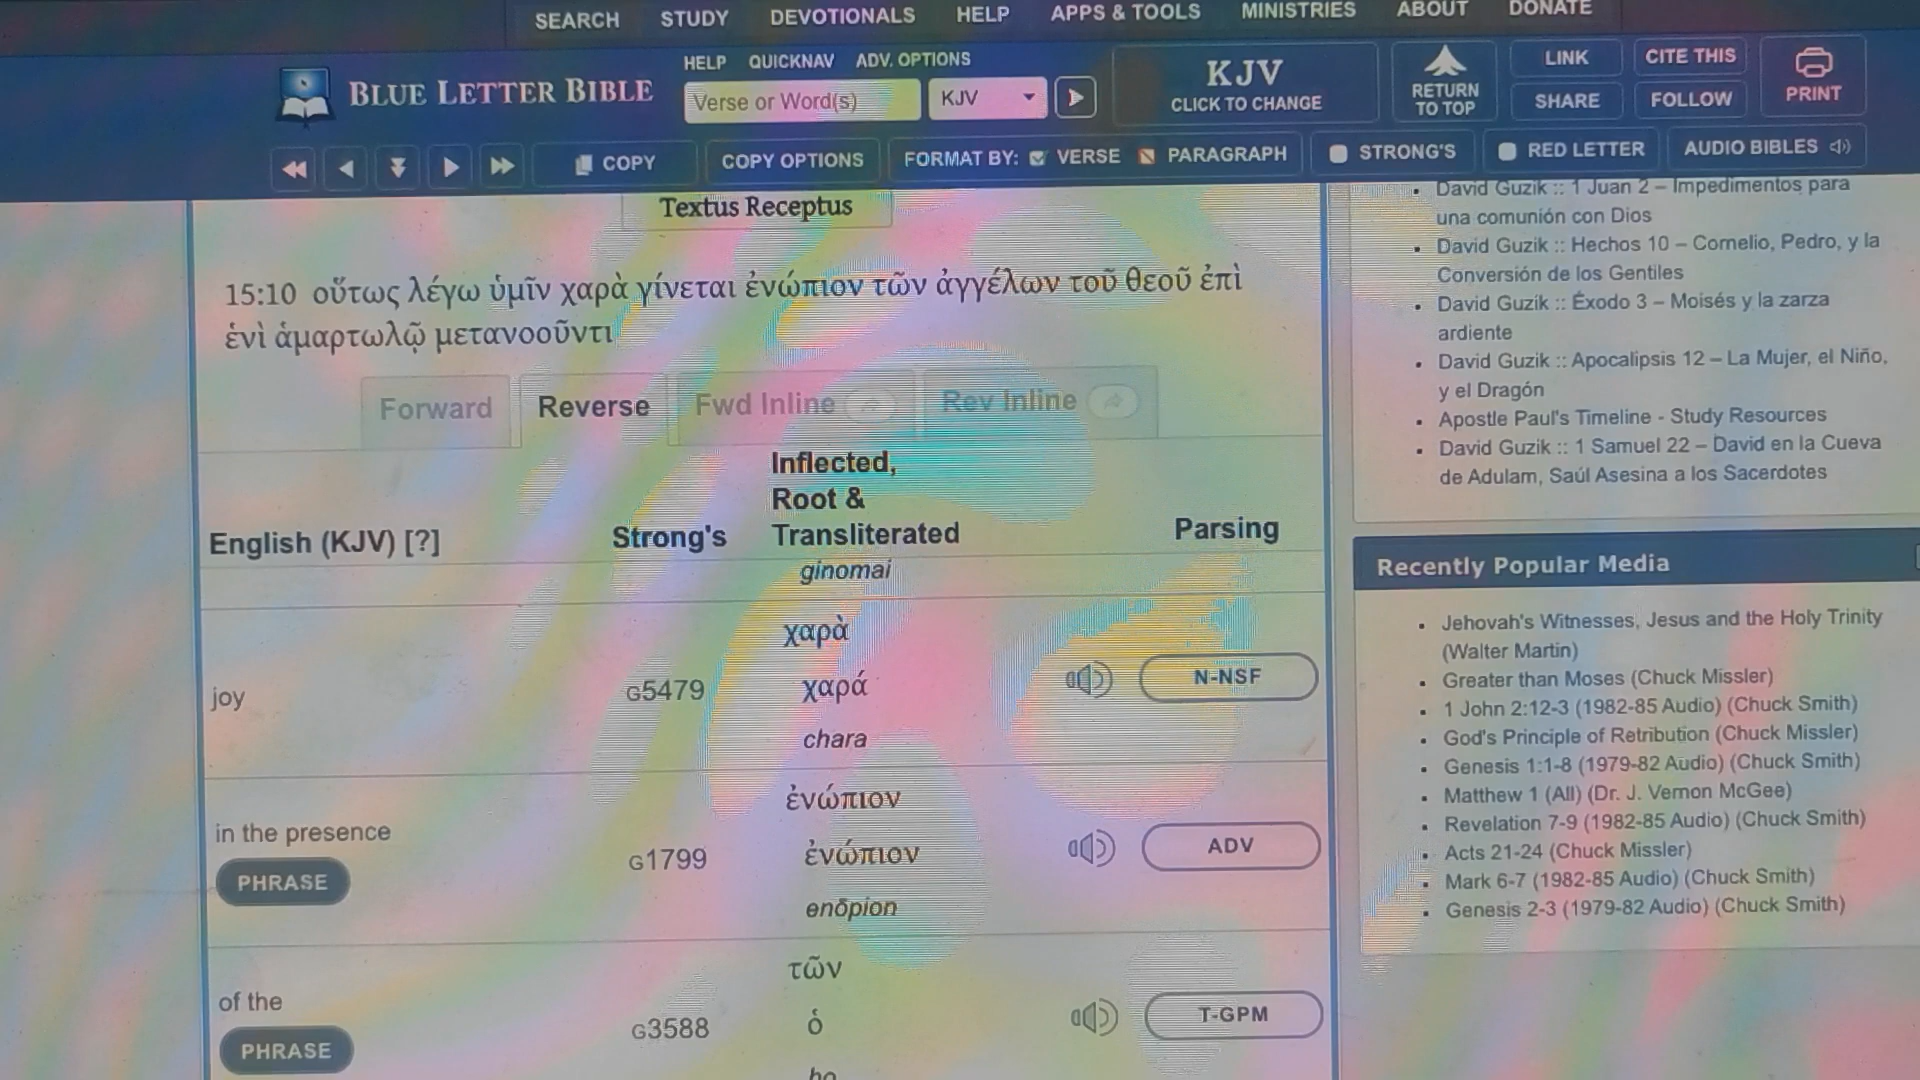 SEARCH STUDY DEVOTIONALS HELP APPS & TOOLS MINISTRIES ABOUT DONATE
BLUE LETTER BIBLE
HELP QUICKNAV ADV. OPTIONS
Verse or Word(s) KJV
KJV
CLICK TO CHANGE
RETURN
TO TOP
LINK
CITE THIS
SHARE
FOLLOW
PRINT
COPY COPY OPTIONS FORMAT BY: VERSE PARAGRAPH STRONG'S RED LETTER AUDIO BIBLES
Textus Receptus
15:10 οὕτως λέγω ὑμῖν χαρὰ γίνεται ἐνώπιον τῶν ἀγγέλων τοῦ θεοῦ ἐπὶ
ἑνὶ ἁμαρτωλῷ μετανοοῦντι
Forward Reverse Fwd Inline Rev Inline
English (KJV) [?] Strong's Inflected,
Root &
Transliterated Parsing
ginomai
joy G5479 χαρὰ
χαρά
chara N-NSF
in the presence
PHRASE G1799 ἐνώπιον
ἐνώπιον
enōpion ADV
of the
PHRASE G3588 τῶν
ὁ
ho T-GPM
David Guzik :: 1 Juan 2 – Impedimentos para
una comunión con Dios
David Guzik :: Hechos 10 – Cornelio, Pedro, y la
Conversión de los Gentiles
David Guzik :: Éxodo 3 – Moisés y la zarza
ardiente
David Guzik :: Apocalipsis 12 – La Mujer, el Niño,
y el Dragón
Apostle Paul's Timeline - Study Resources
David Guzik :: 1 Samuel 22 – David en la Cueva
de Adulam, Saúl Asesina a los Sacerdotes
Recently Popular Media
Jehovah's Witnesses, Jesus and the Holy Trinity
(Walter Martin)
Greater than Moses (Chuck Missler)
1 John 2:12-3 (1982-85 Audio) (Chuck Smith)
God's Principle of Retribution (Chuck Missler)
Genesis 1:1-8 (1979-82 Audio) (Chuck Smith)
Matthew 1 (All) (Dr. J. Vernon McGee)
Revelation 7-9 (1982-85 Audio) (Chuck Smith)
Acts 21-24 (Chuck Missler)
Mark 6-7 (1982-85 Audio) (Chuck Smith)
Genesis 2-3 (1979-82 Audio) (Chuck Smith)